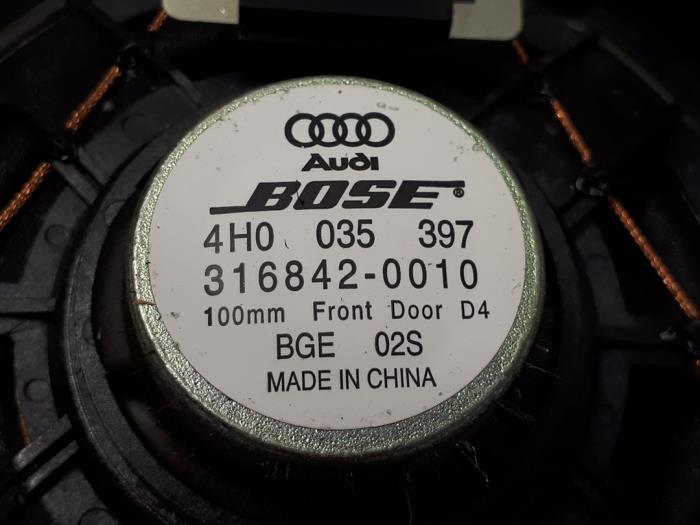 Audi
BOSE®
4H0 035 397
316842-0010
100mm Front Door D4
BGE 02S
MADE IN CHINA